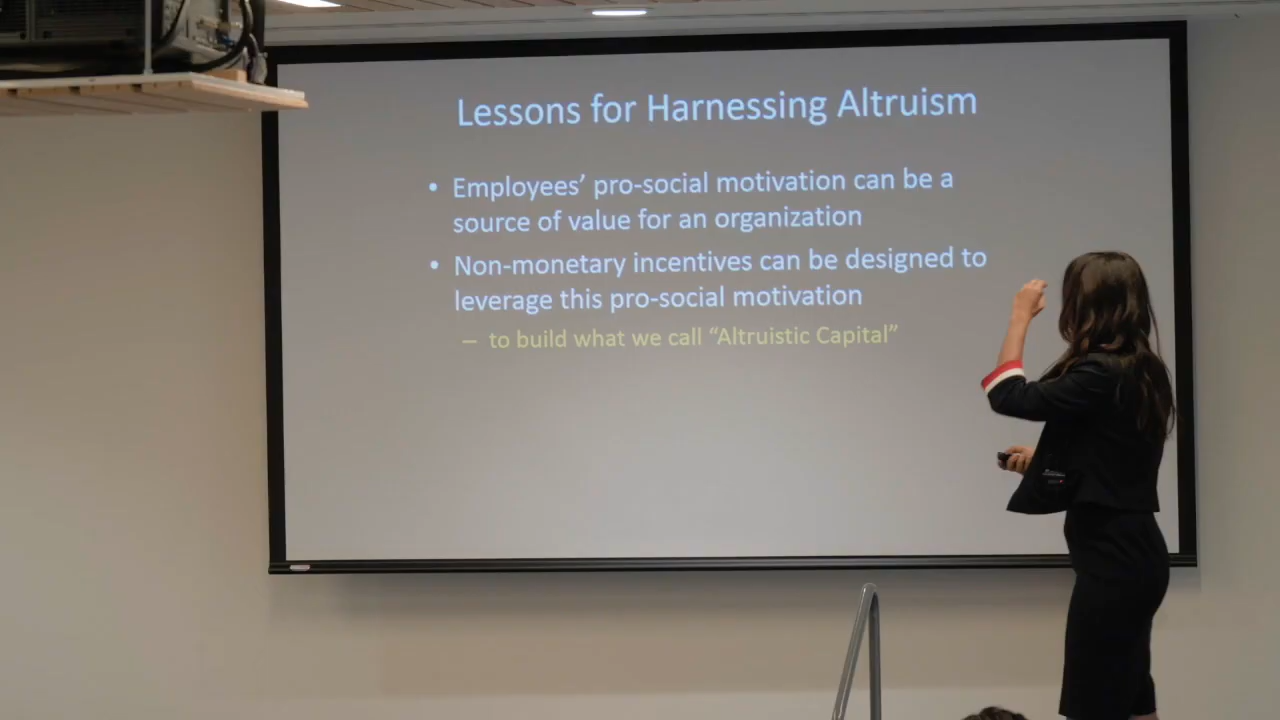 Lessons for Harnessing Altruism
• Employees’ pro-social motivation can be a
source of value for an organization
• Non-monetary incentives can be designed to
leverage this pro-social motivation
– to build what we call “Altruistic Capital”